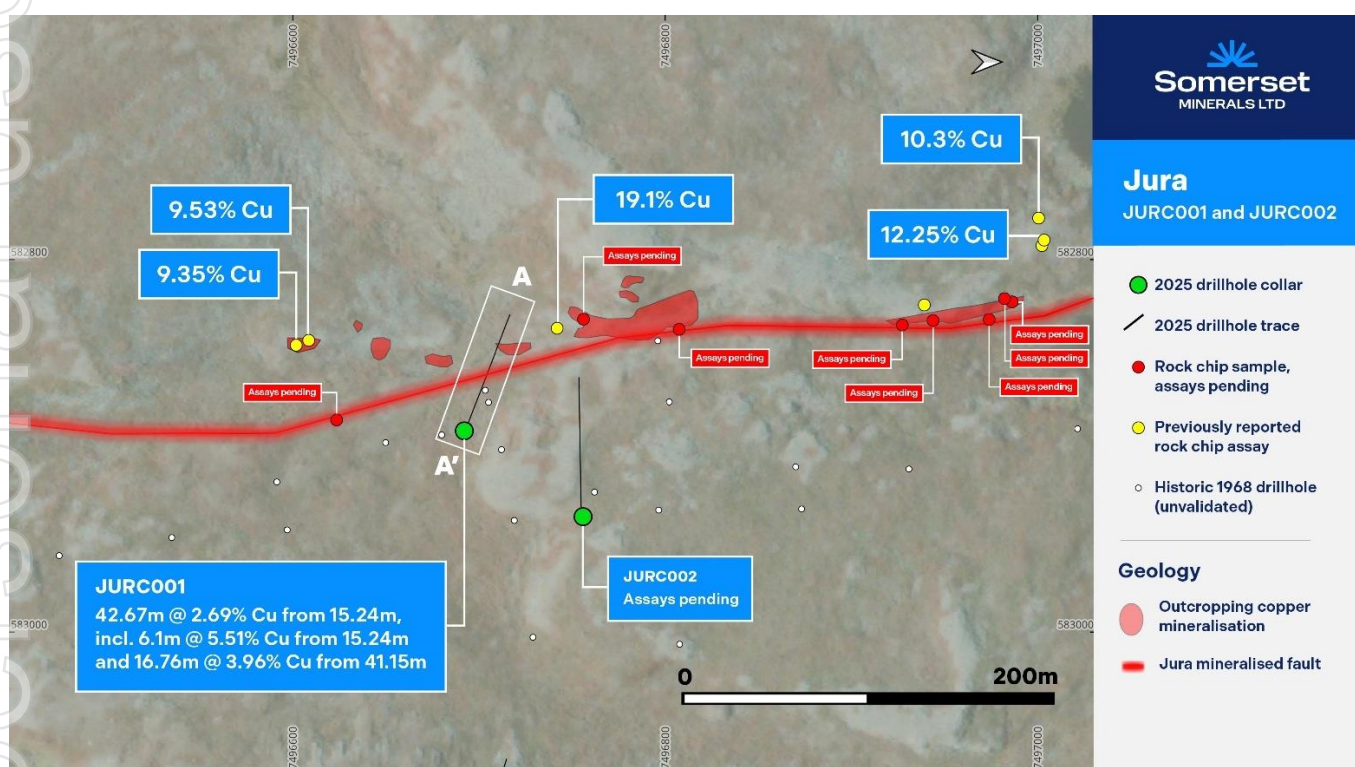 7496600
7496800
7497000
Somerset
MINERALS LTD
Jura
JURC001 and JURC002
10.3% Cu
19.1% Cu
9.53% Cu
12.25% Cu
582800
582800
9.35% Cu
A
Assays pending
Assays pending
Assays pending
Assays pending
Assays pending
Assays pending
Assays pending
Assays pending
A'
2025 drillhole collar
2025 drillhole trace
Rock chip sample,
assays pending
Previously reported
rock chip assay
Historic 1968 drillhole
(unvalidated)
Geology
Outcropping copper
mineralisation
Jura mineralised fault
JURC001
42.67m @ 2.69% Cu from 15.24m,
incl. 6.1m @ 5.51% Cu from 15.24m
and 16.76m @ 3.96% Cu from 41.15m
JURC002
Assays pending
583000
583000
0
200m
7496600
7496800
7497000